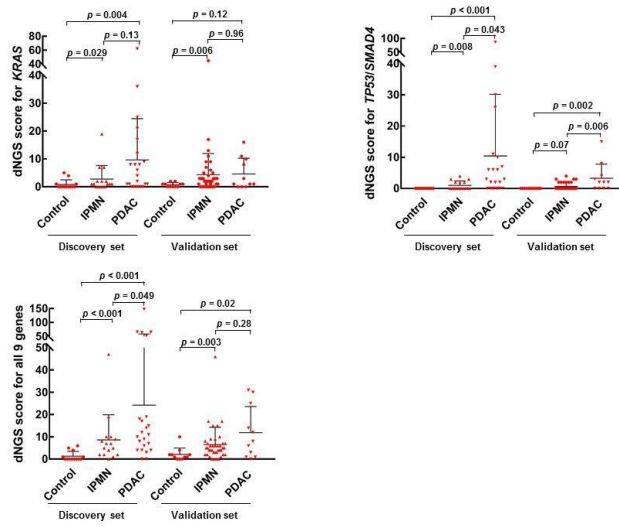 p = 0.004
p = 0.12
p = 0.13
p = 0.96
p = 0.029
p = 0.006
dNGS score for KRAS
80
60
40
30
20
10
0
Control
IPMN
PDAC
Control
IPMN
PDAC
Discovery set
Validation set
p < 0.001
p = 0.043
p = 0.008
p = 0.002
p = 0.006
p = 0.07
dNGS score for TP53/SMAD4
100
80
60
40
30
20
10
0
Control
IPMN
PDAC
Control
IPMN
PDAC
Discovery set
Validation set
p < 0.001
p = 0.049
p < 0.001
p = 0.02
p = 0.28
p = 0.003
dNGS score for all 9 genes
150
125
100
75
50
50
40
30
20
10
0
Control
IPMN
PDAC
Control
IPMN
PDAC
Discovery set
Validation set